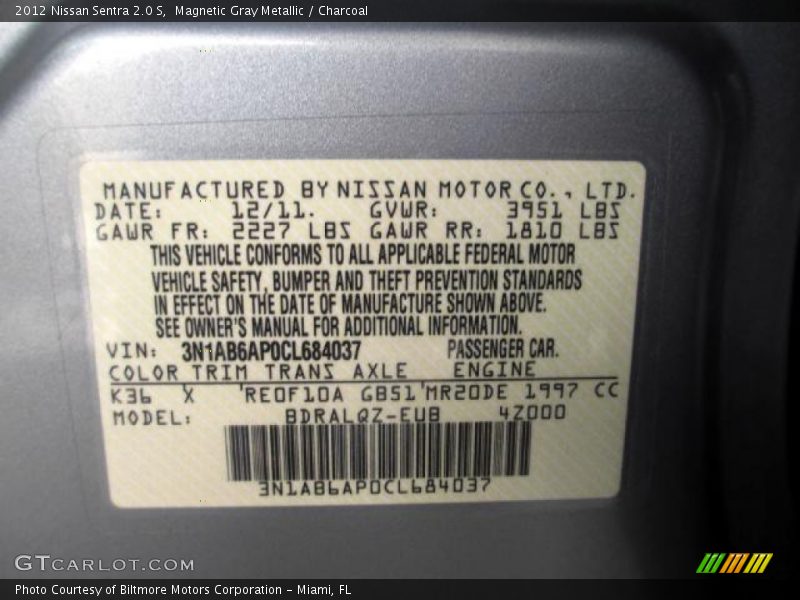 2012 Nissan Sentra 2.0 S,  Magnetic Gray Metallic / Charcoal
MANUFACTURED BY NISSAN MOTOR CO., LTD.
DATE: 12/11. GVWR: 3951 LBS
GAWR FR: 2227 LBS GAWR RR: 1810 LBS
THIS VEHICLE CONFORMS TO ALL APPLICABLE FEDERAL MOTOR
VEHICLE SAFETY, BUMPER AND THEFT PREVENTION STANDARDS
IN EFFECT ON THE DATE OF MANUFACTURE SHOWN ABOVE.
SEE OWNER'S MANUAL FOR ADDITIONAL INFORMATION.
VIN: 3N1AB6AP0CL684037 PASSENGER CAR.
COLOR TRIM TRANS AXLE ENGINE
K36 X 'RE0F10A GB51'MR20DE 1997 CC
MODEL: BDRALQZ-EUB 4Z000
3N1AB6AP0CL684037
GTCARLOT.COM
Photo Courtesy of Biltmore Motors Corporation - Miami, FL